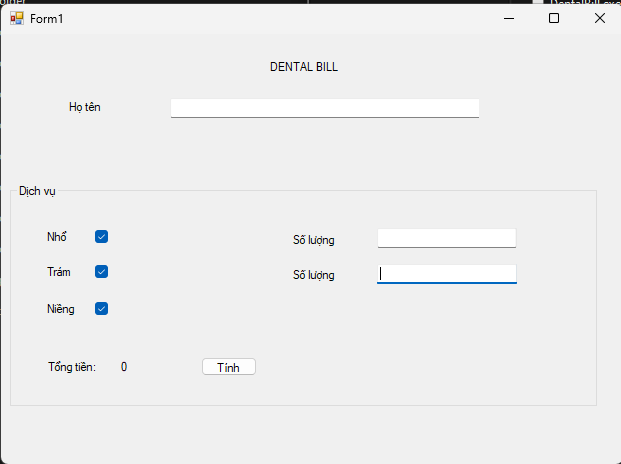 Form1
DENTAL BILL
Họ tên
Dịch vụ
Nhổ
Số lượng
Trám
Số lượng
Niềng
Tổng tiền: 0
Tính